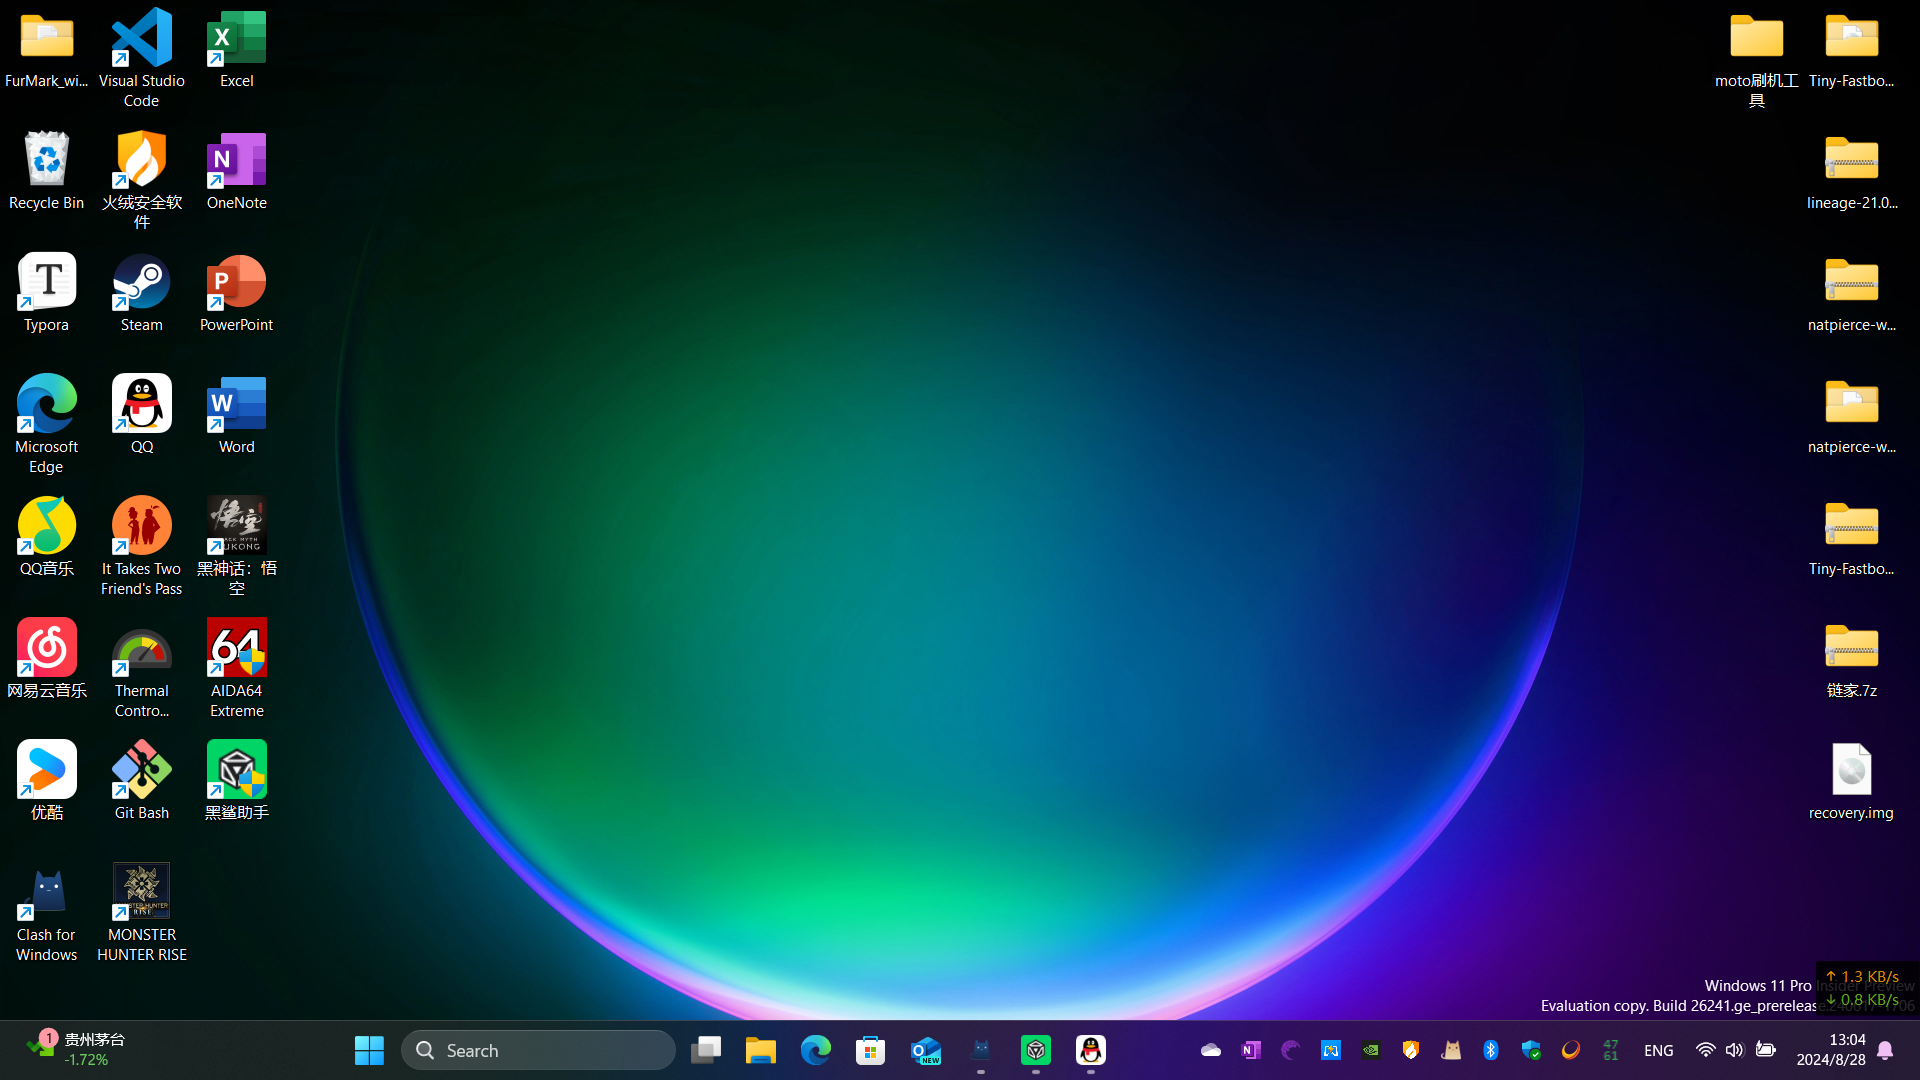 FurMark_wi...
Visual Studio
Code
Excel
Recycle Bin
火绒安全软
件
OneNote
Typora
Steam
PowerPoint
Microsoft
Edge
QQ
Word
QQ音乐
It Takes Two
Friend's Pass
黑神话：悟
空
网易云音乐
Thermal
Contro...
AIDA64
Extreme
优酷
Git Bash
黑鲨助手
Clash for
Windows
MONSTER
HUNTER RISE
moto刷机工
具
Tiny-Fastbo...
lineage-21.0...
natpierce-w...
natpierce-w...
Tiny-Fastbo...
链家.7z
recovery.img
Windows 11 Pro Insider Preview
Evaluation copy. Build 26241.ge_prerelease
↑ 1.3 KB/s
↓ 0.8 KB/s
1
贵州茅台
-1.72%
Search
NEW
47
61
ENG
13:04
2024/8/28